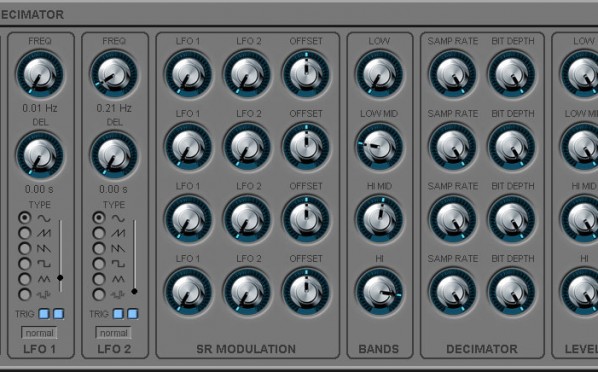 ECIMATOR
FREQ FREQ LFO 1 LFO 2 OFFSET LOW SAMP RATE BIT DEPTH LOW
0.01 Hz 0.21 Hz
DEL DEL LFO 1 LFO 2 OFFSET LOW MID SAMP RATE BIT DEPTH LOW MI
0.00 s 0.00 s LFO 1 LFO 2 OFFSET HI MID SAMP RATE BIT DEPTH HI MID
TYPE TYPE
LFO 1 LFO 2 OFFSET HI SAMP RATE BIT DEPTH HI
TRIG TRIG
normal normal
LFO 1 LFO 2 SR MODULATION BANDS DECIMATOR LEVEL